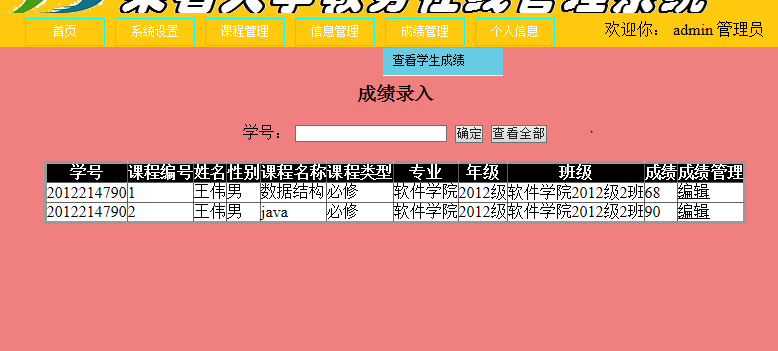 首页 系统设置 课程管理 信息管理 成绩管理 个人信息 欢迎你: admin 管理员
查看学生成绩
成绩录入
学号: 确定 查看全部
学号 课程编号 姓名 性别 课程名称 课程类型 专业 年级 班级 成绩 成绩管理
2012214790 1 王伟 男 数据结构 必修 软件学院 2012级 软件学院2012级2班 68 编辑
2012214790 2 王伟 男 java 必修 软件学院 2012级 软件学院2012级2班 90 编辑